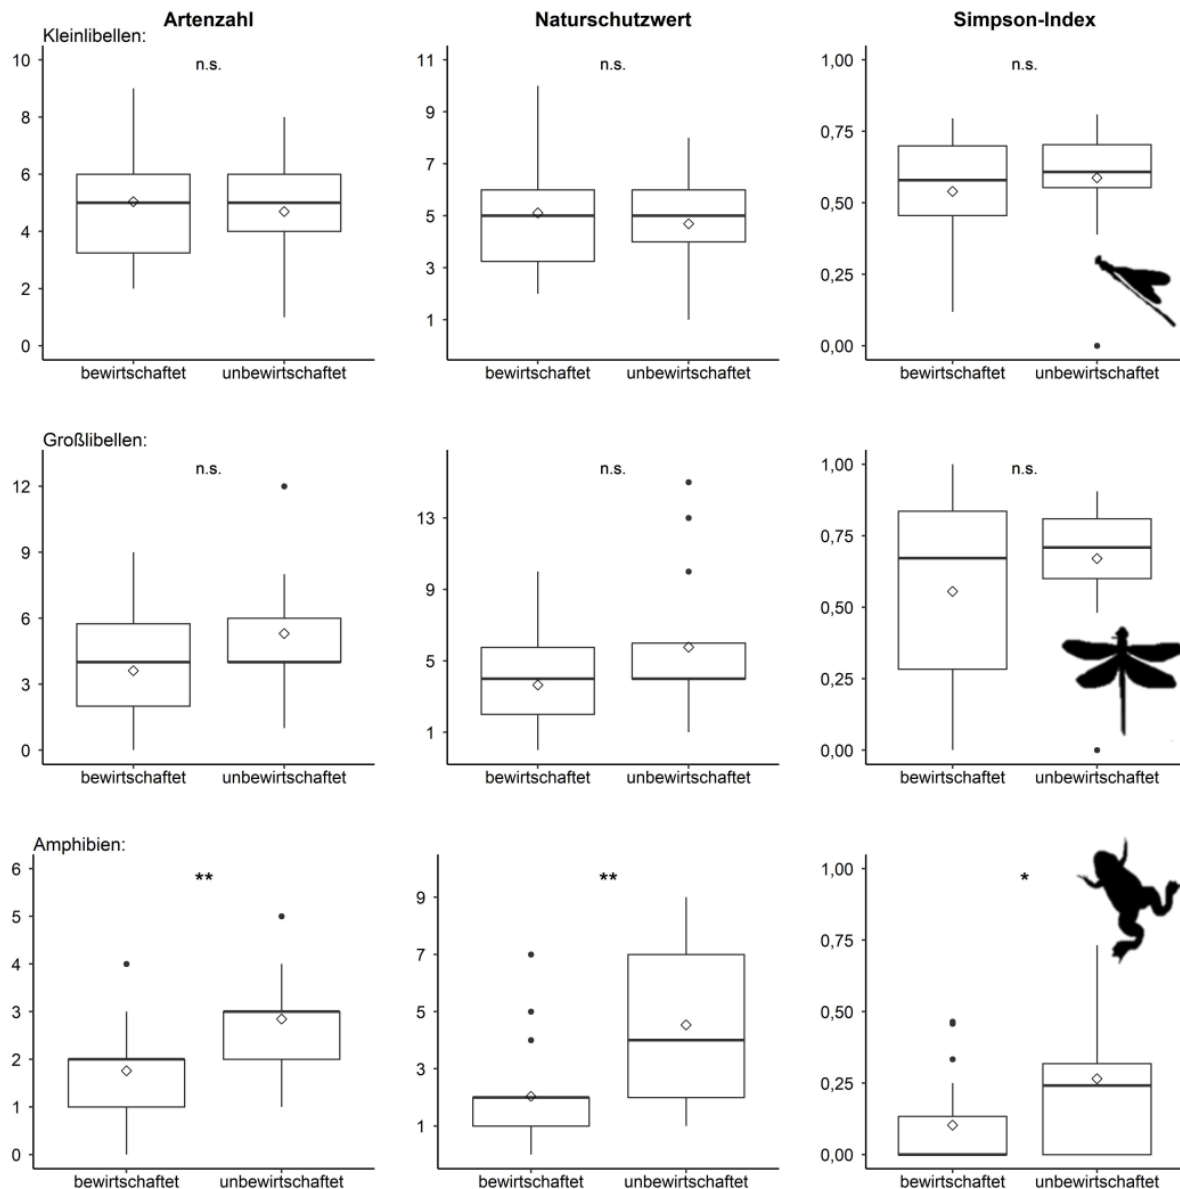 Artenzahl Naturschutzwert Simpson-Index
Kleinlibellen:
10
8
6
4
2
0
n.s.
bewirtschaftet unbewirtschaftet
11
9
7
5
3
1
n.s.
bewirtschaftet unbewirtschaftet
1,00
0,75
0,50
0,25
0,00
n.s.
bewirtschaftet unbewirtschaftet
Großlibellen:
12
9
6
3
0
n.s.
bewirtschaftet unbewirtschaftet
13
9
5
1
n.s.
bewirtschaftet unbewirtschaftet
1,00
0,75
0,50
0,25
0,00
n.s.
bewirtschaftet unbewirtschaftet
Amphibien:
6
5
4
3
2
1
0
**
bewirtschaftet unbewirtschaftet
9
7
5
3
1
**
bewirtschaftet unbewirtschaftet
1,00
0,75
0,50
0,25
0,00
*
bewirtschaftet unbewirtschaftet